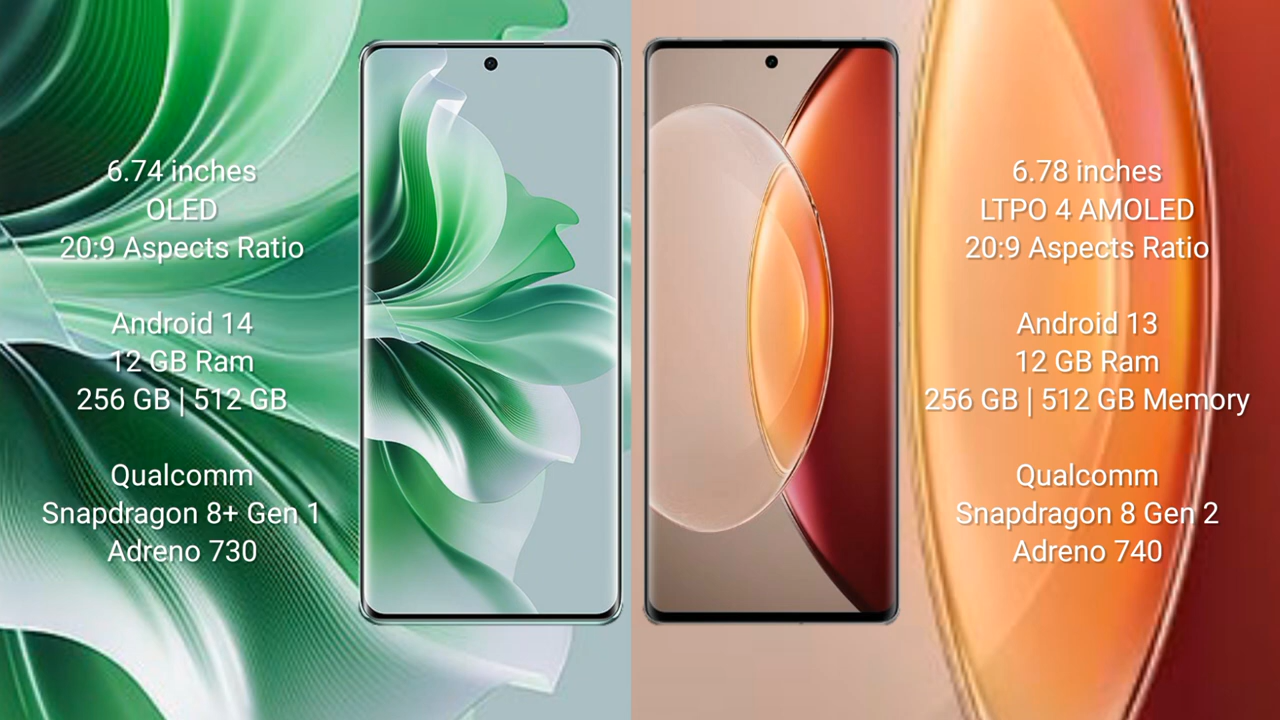 6.74 inches
OLED
20:9 Aspects Ratio
Android 14
12 GB Ram
256 GB | 512 GB
Qualcomm
Snapdragon 8+ Gen 1
Adreno 730
6.78 inches
LTPO 4 AMOLED
20:9 Aspects Ratio
Android 13
12 GB Ram
256 GB | 512 GB Memory
Qualcomm
Snapdragon 8 Gen 2
Adreno 740